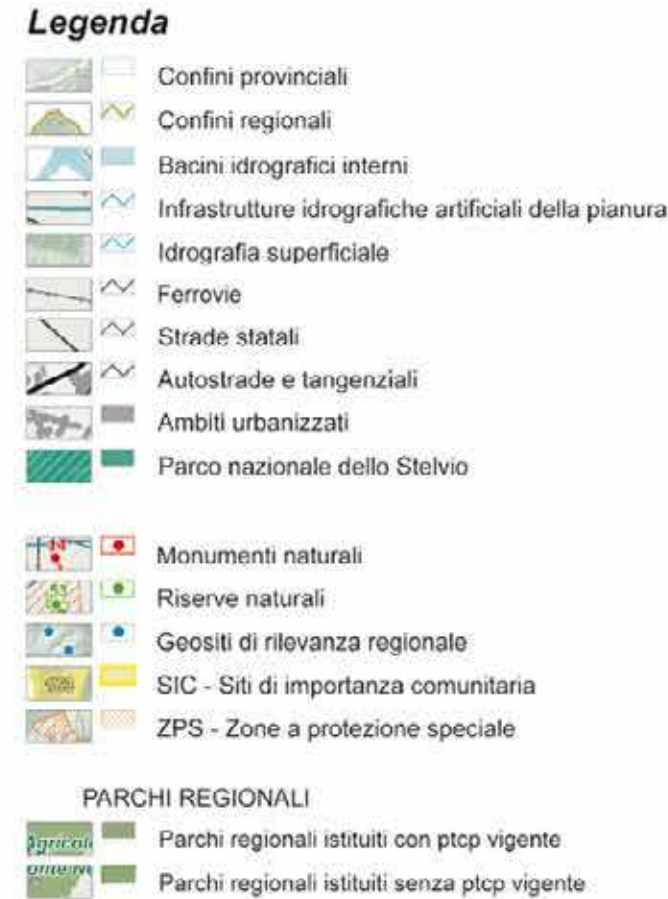 Legenda
Confini provinciali
Confini regionali
Bacini idrografici interni
Infrastrutture idrografiche artificiali della pianura
Idrografia superficiale
Ferrovie
Strade statali
Autostrade e tangenziali
Ambiti urbanizzati
Parco nazionale dello Stelvio
14
Monumenti naturali
53
Riserve naturali
Geositi di rilevanza regionale
SIC - Siti di importanza comunitaria
ZPS - Zone a protezione speciale
PARCHI REGIONALI
Agricol
Parchi regionali istituiti con ptcp vigente
Parchi regionali istituiti senza ptcp vigente